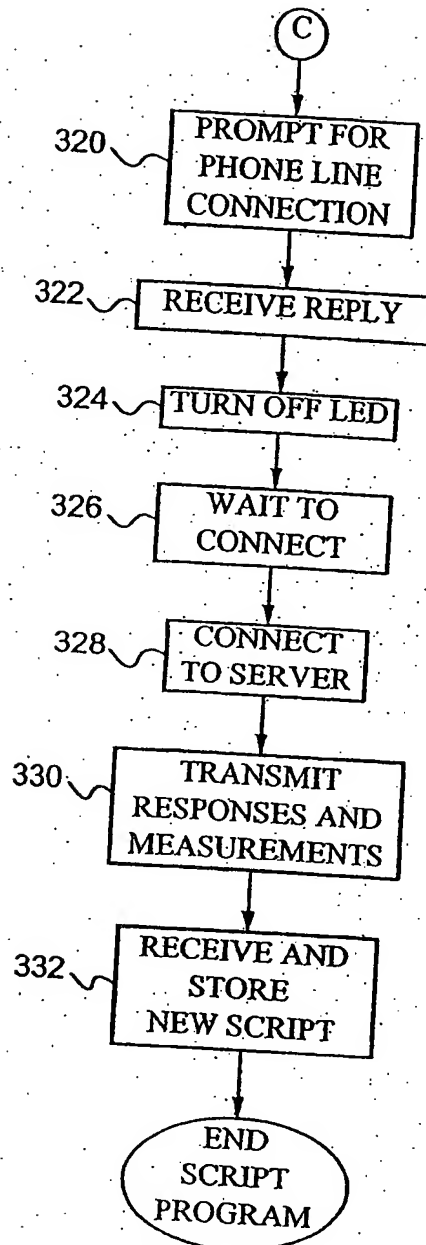 C
320
PROMPT FOR
PHONE LINE
CONNECTION
322
RECEIVE REPLY
324
TURN OFF LED
326
WAIT TO
CONNECT
328
CONNECT
TO SERVER
330
TRANSMIT
RESPONSES AND
MEASUREMENTS
332
RECEIVE AND
STORE
NEW SCRIPT
END
SCRIPT
PROGRAM